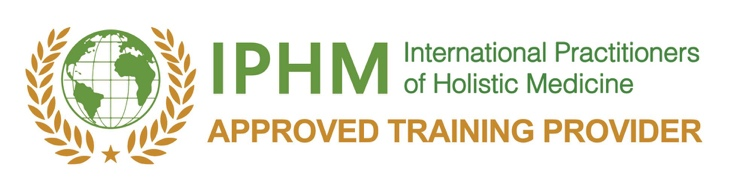 IPHM
International Practitioners
of Holistic Medicine
APPROVED TRAINING PROVIDER